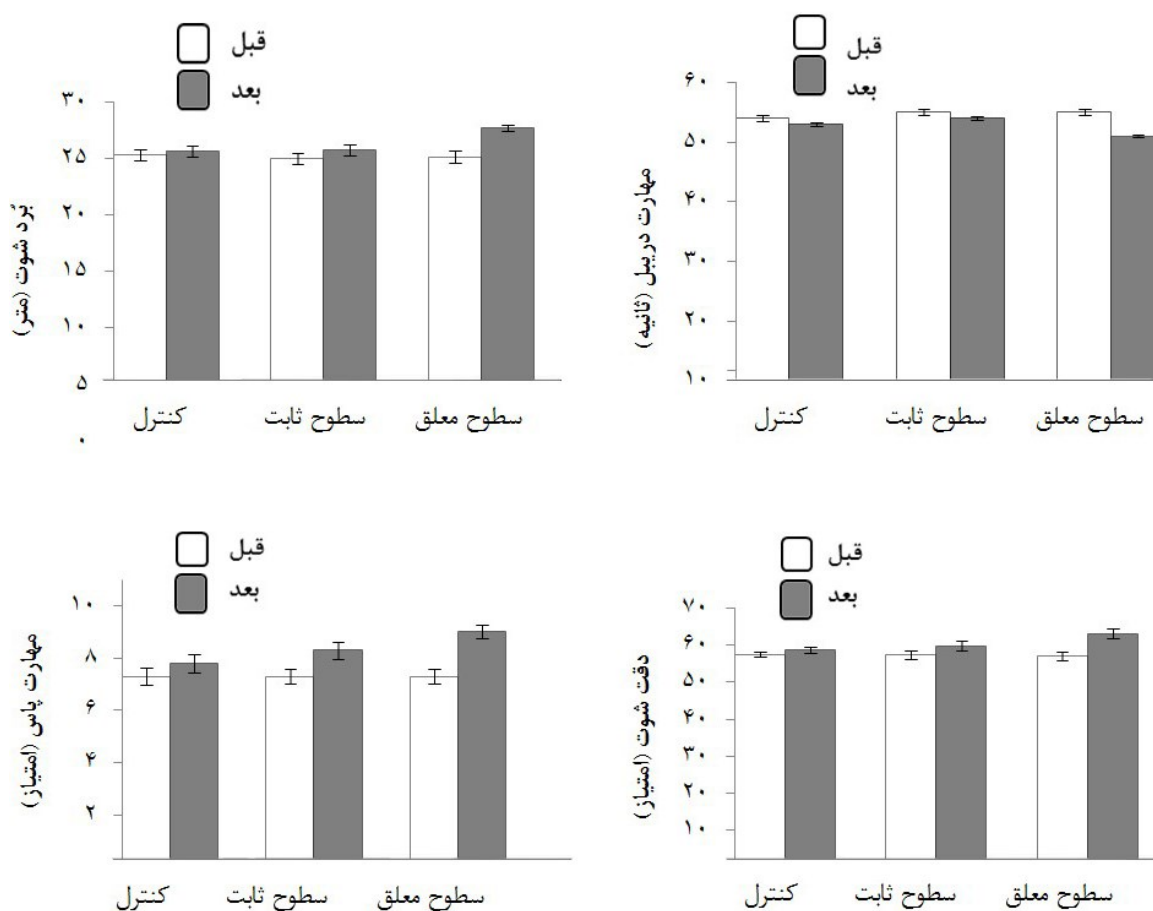 قبل
بعد
بُرد شوت (متر)
۳۰
۲۵
۲۰
۱۵
۱۰
۵
۰
کنترل
سطوح ثابت
سطوح معلق
قبل
بعد
مهارت دریبل (ثانیه)
۶۰
۵۰
۴۰
۳۰
۲۰
۱۰
کنترل
سطوح ثابت
سطوح معلق
قبل
بعد
مهارت پاس (امتیاز)
۱۰
۸
۶
۴
۲
کنترل
سطوح ثابت
سطوح معلق
قبل
بعد
دقت شوت (امتیاز)
۷۰
۶۰
۵۰
۴۰
۳۰
۲۰
۱۰
کنترل
سطوح ثابت
سطوح معلق